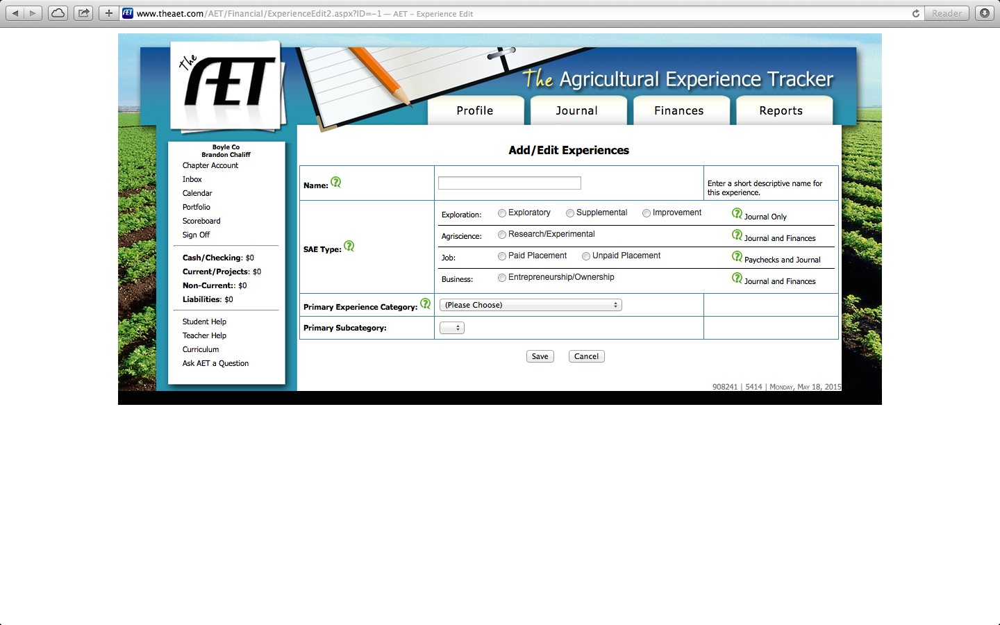 www.theaet.com/AET/Financial/ExperienceEdit2.aspx?ID=-1 — AET - Experience Edit
Reader
The AET
The Agricultural Experience Tracker
Profile Journal Finances Reports
Boyle Co
Brandon Chaliff
Chapter Account
Inbox
Calendar
Portfolio
Scoreboard
Sign Off
Cash/Checking: $0
Current/Projects: $0
Non-Current:: $0
Liabilities: $0
Student Help
Teacher Help
Curriculum
Ask AET a Question
Add/Edit Experiences
Name:
Enter a short descriptive name for
this experience.
SAE Type:
Exploration: Exploratory Supplemental Improvement Journal Only
Agriscience: Research/Experimental Journal and Finances
Job: Paid Placement Unpaid Placement Paychecks and Journal
Business: Entrepreneurship/Ownership Journal and Finances
Primary Experience Category: (Please Choose)
Primary Subcategory:
Save Cancel
908241 | 5414 | Monday, May 18, 2015